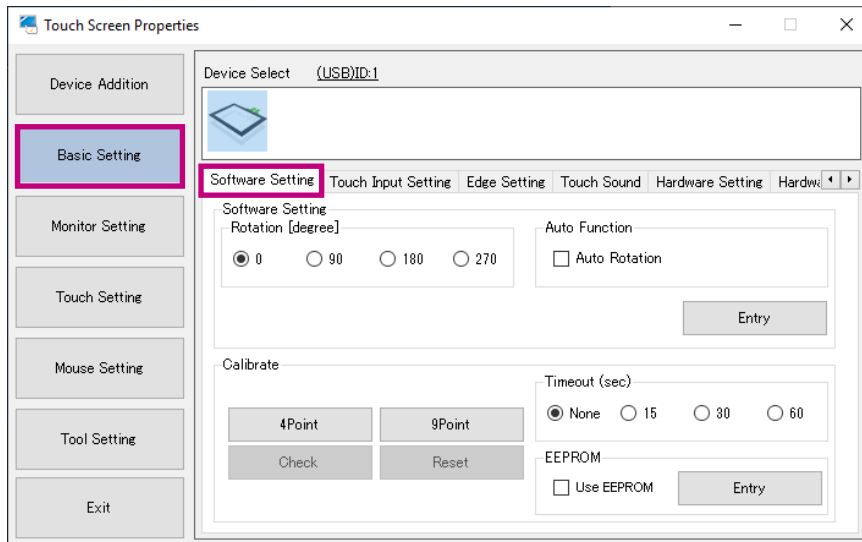 Touch Screen Properties
Device Addition
Basic Setting
Monitor Setting
Touch Setting
Mouse Setting
Tool Setting
Exit
Device Select (USB)ID:1
Software Setting Touch Input Setting Edge Setting Touch Sound Hardware Setting
Software Setting
Rotation [degree]
0 90 180 270
Auto Function
Auto Rotation
Entry
Calibrate
4Point 9Point
Check Reset
Timeout (sec)
None 15 30 60
EEPROM
Use EEPROM Entry